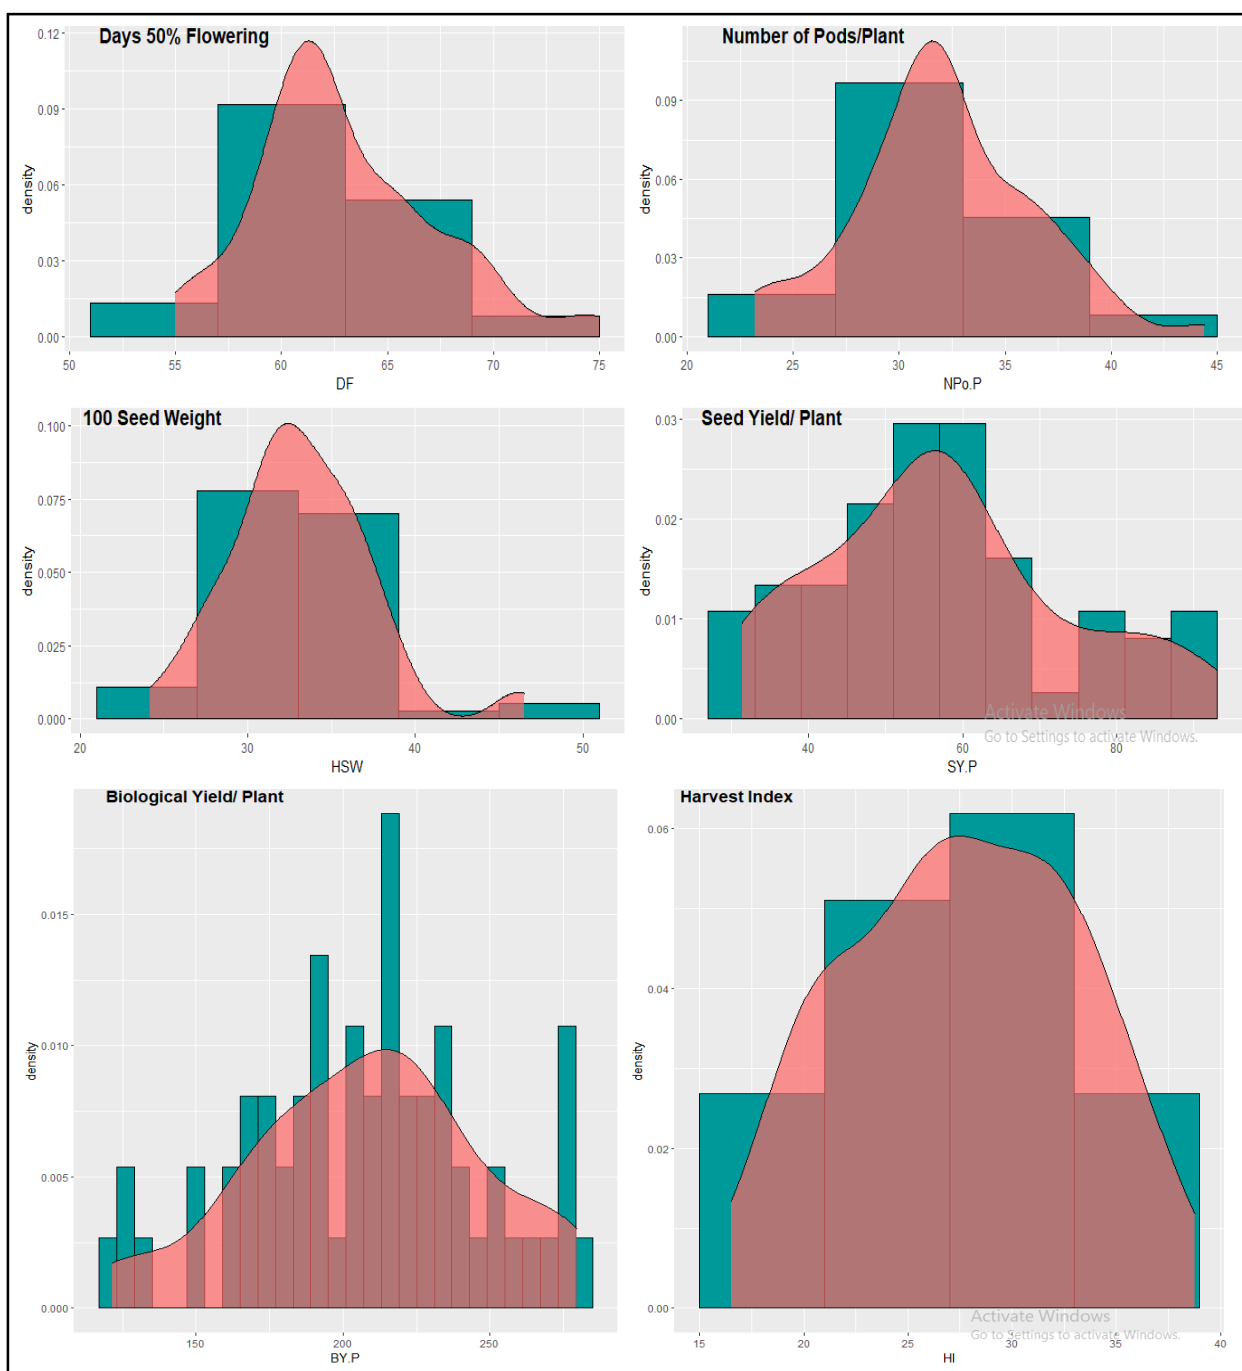 Days 50% Flowering
0.12
0.09
0.06
0.03
0.00
density
50 55 60 65 70 75
DF
Number of Pods/Plant
0.09
0.06
0.03
0.00
density
20 25 30 35 40 45
NPo.P
100 Seed Weight
0.100
0.075
0.050
0.025
0.000
density
20 30 40 50
HSW
Seed Yield/ Plant
0.03
0.02
0.01
0.00
density
40 60 80
SY.P
Activate Windows
Go to Settings to activate Windows.
Biological Yield/ Plant
0.015
0.010
0.005
0.000
density
150 200 250
BY.P
Harvest Index
0.06
0.04
0.02
0.00
density
15 20 25 30 35 40
HI
Activate Windows
Go to Settings to activate Windows.